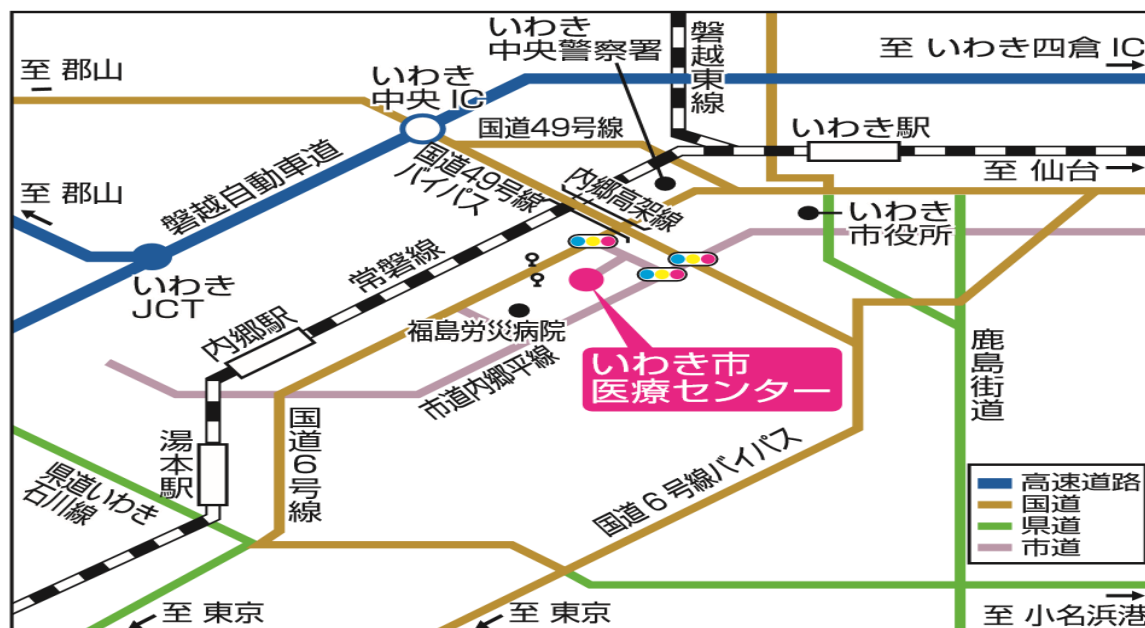 いわき
中央警察署
磐越東線
至 いわき四倉 IC
至 郡山
いわき
中央 IC
国道49号線
いわき駅
至 仙台
国道49号線
バイパス
内郷高架線
至 郡山
磐越自動車道
いわき
市役所
いわき
JCT
常磐線
内郷駅
福島労災病院
いわき市
医療センター
鹿島街道
市道内郷平線
国道6号線
湯本駅
県道いわき
石川線
国道6号線バイパス
高速道路
国道
県道
市道
至 東京
至 東京
至 小名浜港